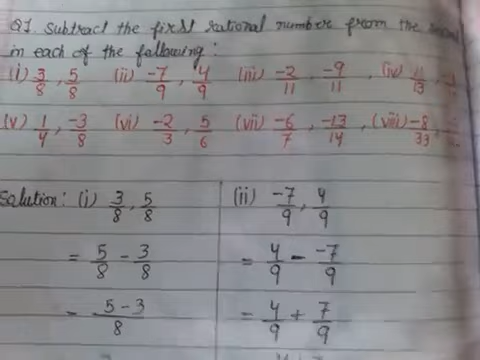 Q1. Subtract the first rational number from the
in each of the following:
(i) 3/8, 5/8 (ii) -7/9, 4/9 (iii) -2/11, -9/11 (iv) 11/13,
(v) 1/4, -3/8 (vi) -2/3, 5/6 (vii) -6/7, -13/14, (viii) -8/33,
Solution: (i) 3/8, 5/8 (ii) -7/9, 4/9
= 5/8 - 3/8 = 4/9 - -7/9
= 5-3/8 = 4/9 + 7/9